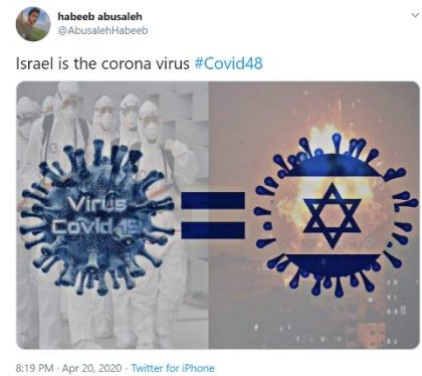 habeeb abusaleh
@AbusalehHabeeb
Israel is the corona virus #Covid48
Virus
Covid-19
8:19 PM · Apr 20, 2020 · Twitter for iPhone